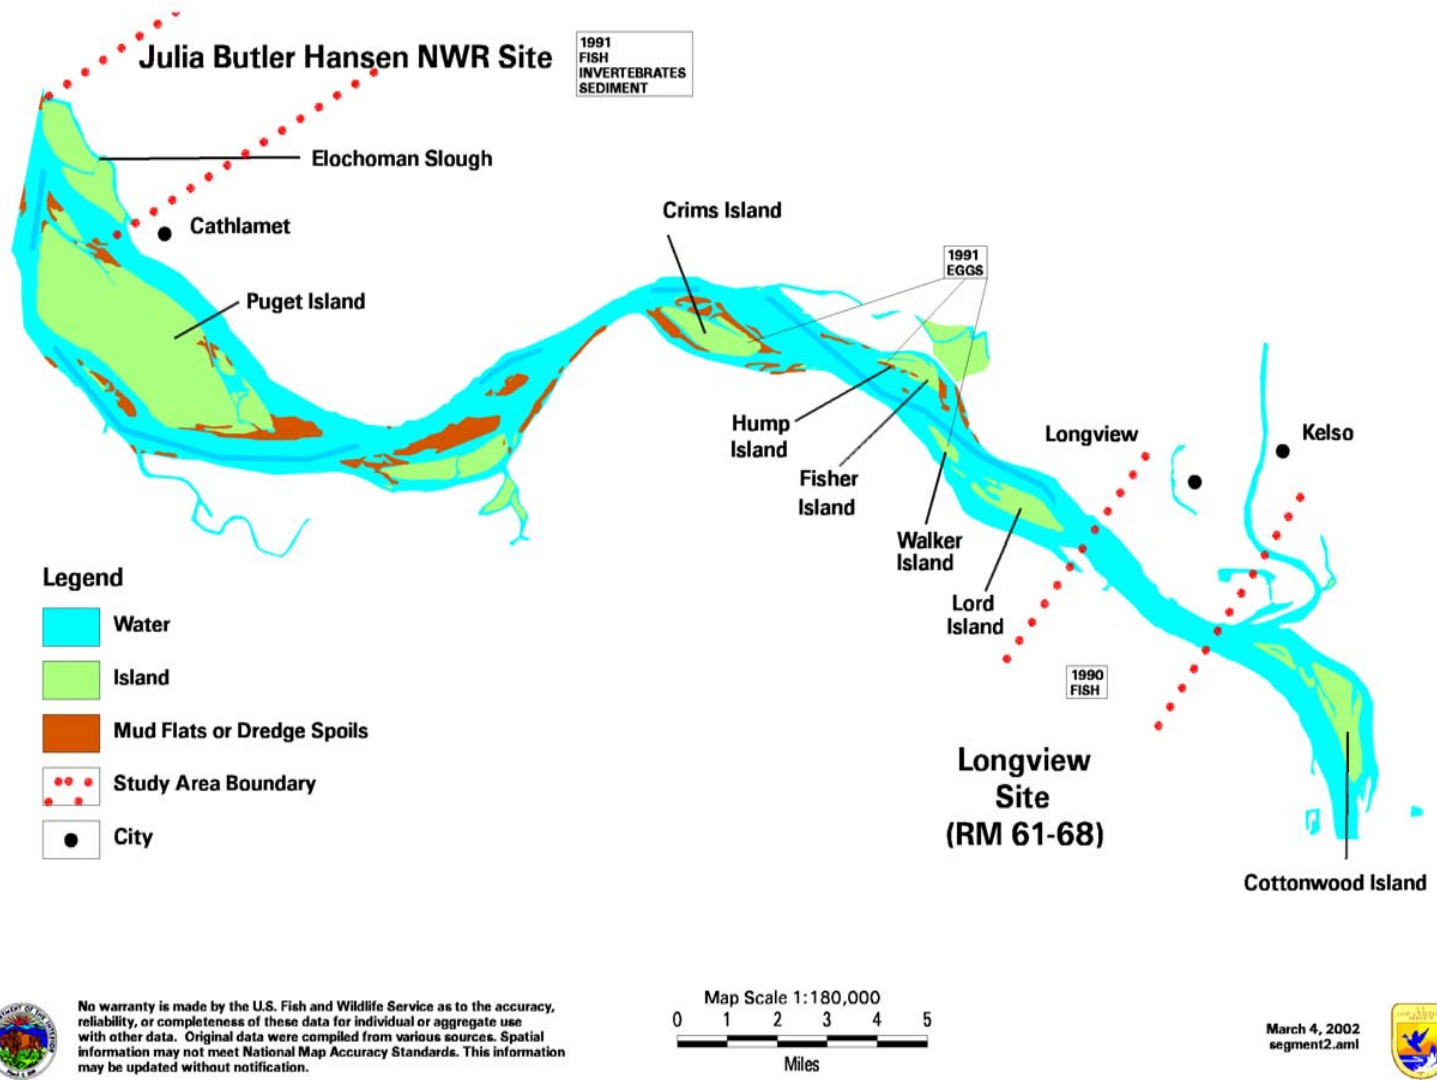 Julia Butler Hansen NWR Site
1991
FISH
INVERTEBRATES
SEDIMENT
Elochoman Slough
Cathlamet
Crims Island
1991
EGGS
Puget Island
Hump
Island
Longview
Kelso
Fisher
Island
Walker
Island
Lord
Island
Legend
Water
Island
Mud Flats or Dredge Spoils
Study Area Boundary
City
1990
FISH
Longview
Site
(RM 61-68)
Cottonwood Island
No warranty is made by the U.S. Fish and Wildlife Service as to the accuracy,
reliability, or completeness of these data for individual or aggregate use
with other data. Original data were compiled from various sources. Spatial
information may not meet National Map Accuracy Standards. This information
may be updated without notification.
Map Scale 1:180,000
0 1 2 3 4 5
Miles
March 4, 2002
segment2.aml